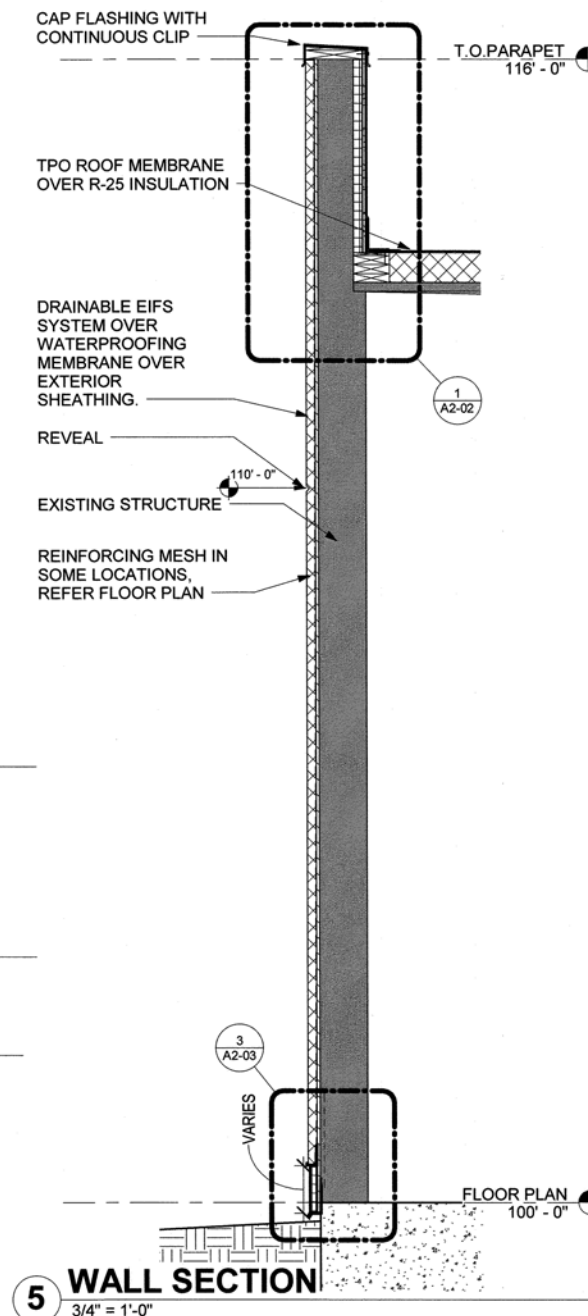 CAP FLASHING WITH
CONTINUOUS CLIP
T.O.PARAPET
116' - 0"
TPO ROOF MEMBRANE
OVER R-25 INSULATION
DRAINABLE EIFS
SYSTEM OVER
WATERPROOFING
MEMBRANE OVER
EXTERIOR
SHEATHING.
1
A2-02
REVEAL
110' - 0"
EXISTING STRUCTURE
REINFORCING MESH IN
SOME LOCATIONS,
REFER FLOOR PLAN
3
A2-03
VARIES
FLOOR PLAN
100' - 0"
5
WALL SECTION
3/4" = 1'-0"